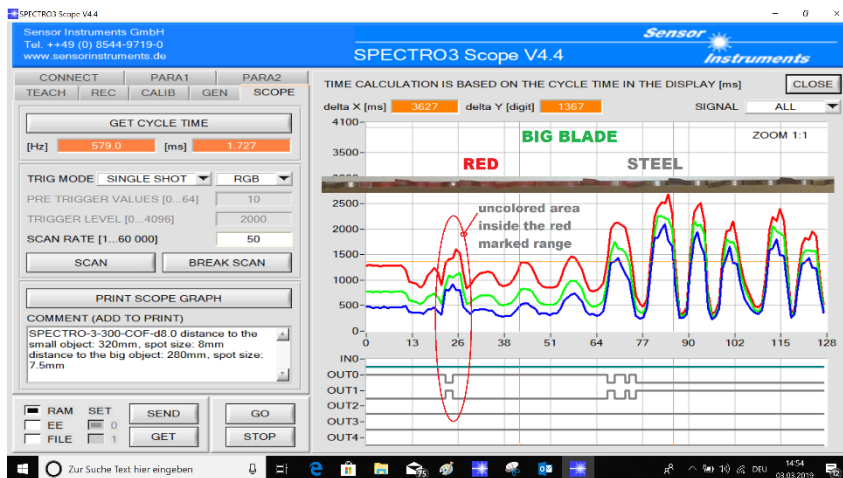 SPECTRO3 Scope V4.4
Sensor Instruments GmbH
Tel. ++49 (0) 8544-9719-0
www.sensorinstruments.de
SPECTRO3 Scope V4.4
Sensor
Instruments
CONNECT PARA1 PARA2
TEACH REC CALIB GEN SCOPE
TIME CALCULATION IS BASED ON THE CYCLE TIME IN THE DISPLAY [ms]
CLOSE
delta X [ms] 3627 delta Y [digit] 1367 SIGNAL ALL
GET CYCLE TIME
[Hz] 579.0 [ms] 1.727
TRIG MODE SINGLE SHOT RGB
PRE TRIGGER VALUES [0...64] 10
TRIGGER LEVEL [0...4096] 2000
SCAN RATE [1...60 000] 50
SCAN BREAK SCAN
PRINT SCOPE GRAPH
COMMENT (ADD TO PRINT)
SPECTRO-3-300-COF-d8.0 distance to the
small object: 320mm, spot size: 8mm
distance to the big object: 280mm, spot size:
7.5mm
RAM SET SEND GO
EE 0
FILE 1 GET STOP
4100
BIG BLADE ZOOM 1:1
3500
RED STEEL
2500
uncolored area
2000
inside the red
marked range
1500
1000
500
0
0 13 26 38 51 64 77 90 102 115 128
IN0
OUT0
OUT1
OUT2
OUT3
OUT4
Zur Suche Text hier eingeben
75
DEU
14:54
03.03.2019
12